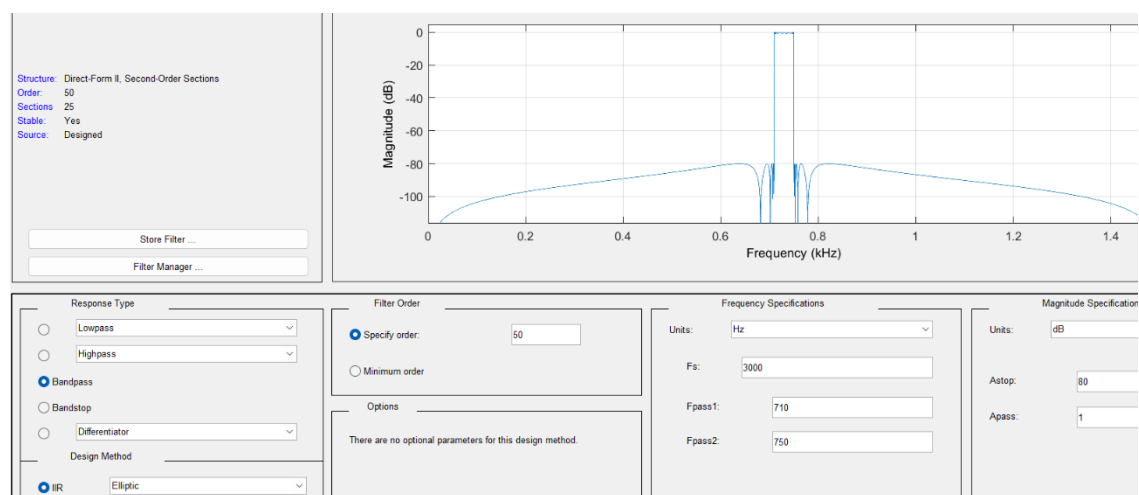 Structure: Direct-Form II, Second-Order Sections
Order: 50
Sections 25
Stable: Yes
Source: Designed
Store Filter ...
Filter Manager ...
Magnitude (dB)
0
-20
-40
-60
-80
-100
0 0.2 0.4 0.6 0.8 1 1.2 1.4
Frequency (kHz)
Response Type
Lowpass
Highpass
Bandpass
Bandstop
Differentiator
Design Method
IIR Elliptic
Filter Order
Specify order: 50
Minimum order
Options
There are no optional parameters for this design method.
Frequency Specifications
Units: Hz
Fs: 3000
Fpass1: 710
Fpass2: 750
Magnitude Specification
Units: dB
Astop: 80
Apass: 1